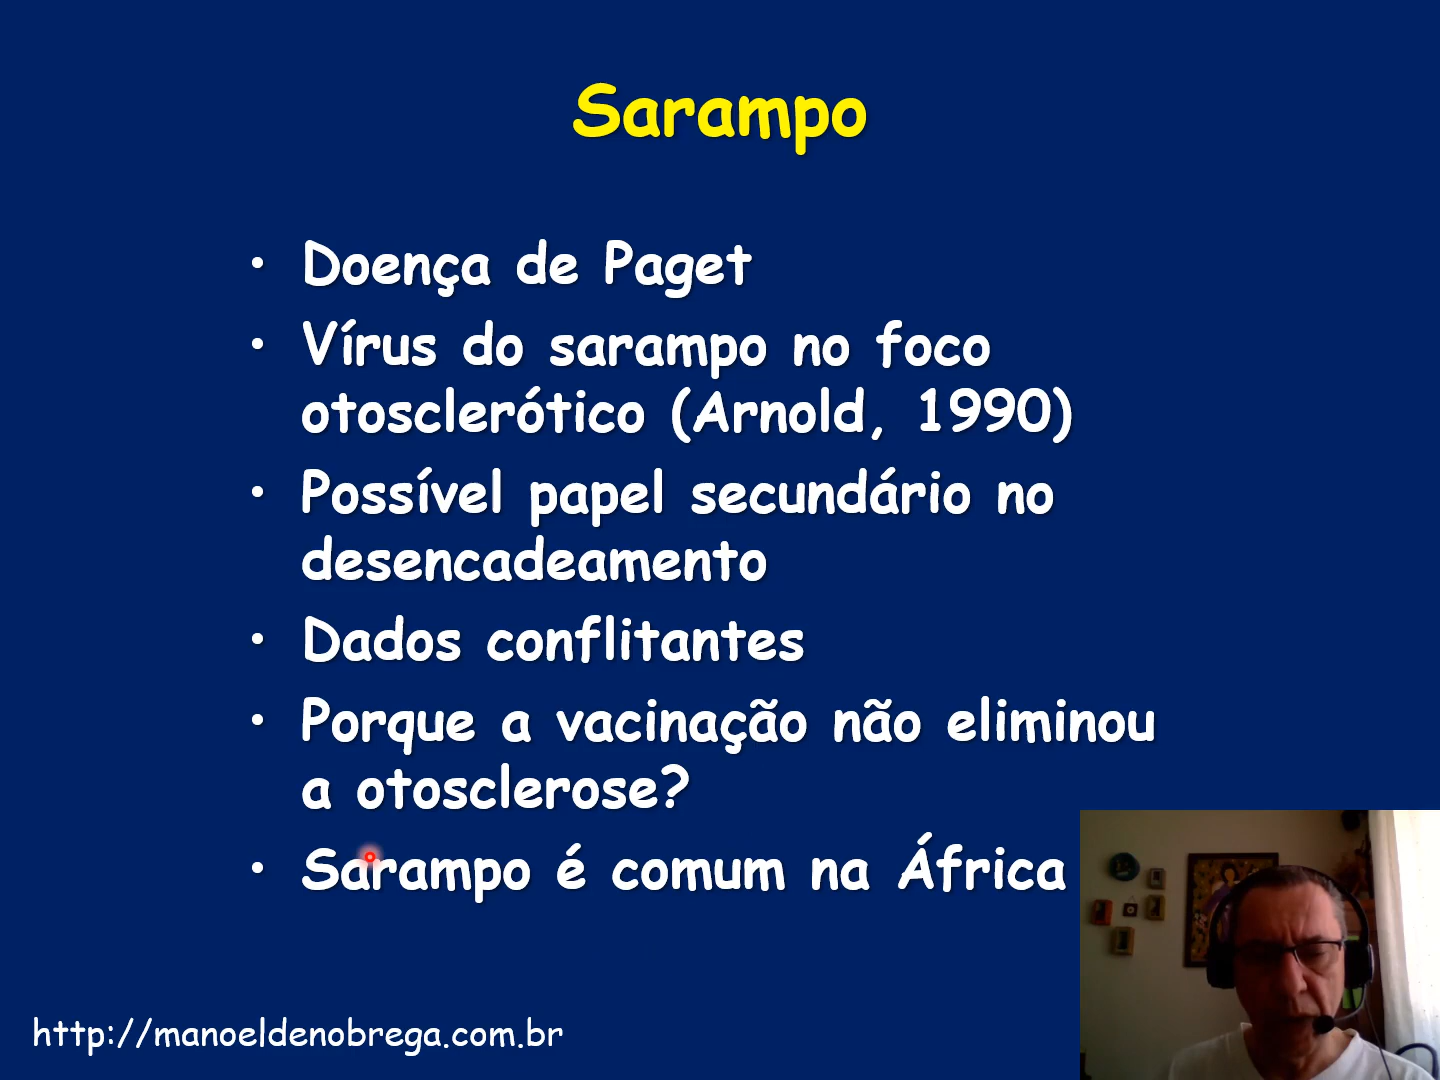 Sarampo
• Doença de Paget
• Vírus do sarampo no foco
otosclerótico (Arnold, 1990)
• Possível papel secundário no
desencadeamento
• Dados conflitantes
• Porque a vacinação não eliminou
a otosclerose?
• Sarampo é comum na África
http://manoeldenobrega.com.br